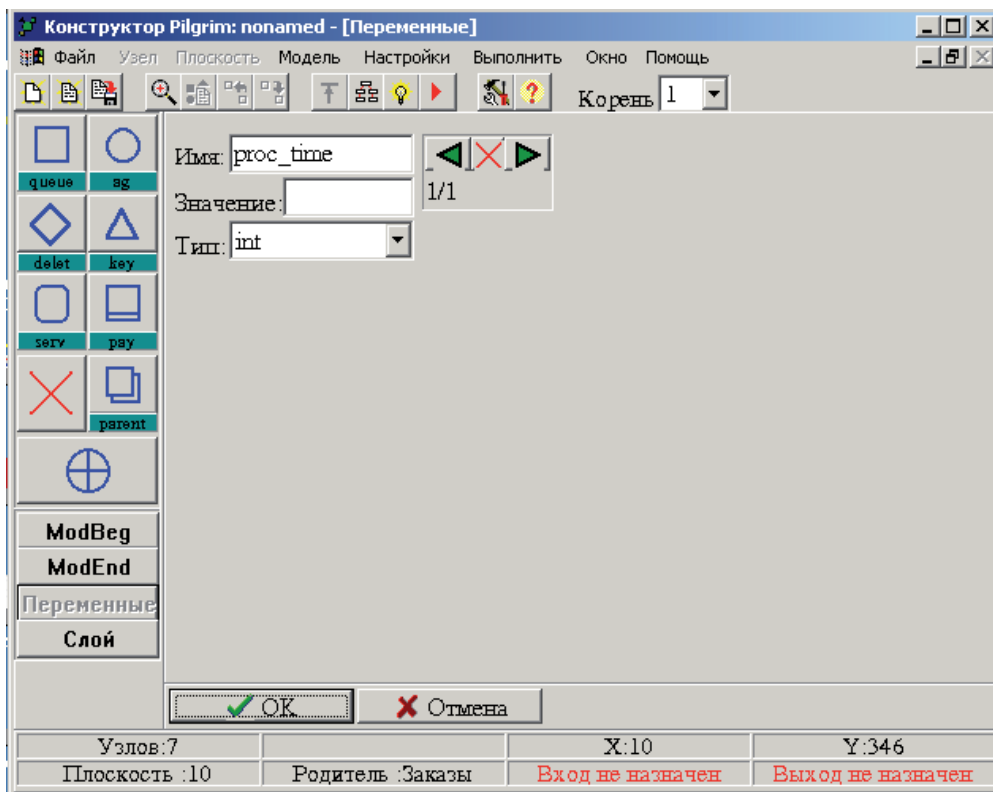 Конструктор Pilgrim: nonamed - [Переменные]
Файл Узел Плоскость Модель Настройки Выполнить Окно Помощь
Корень 1
queue ag
delet key
serv pay
parent
ModBeg
ModEnd
Переменные
Слой
Имя: proc_time
1/1
Значение:
Тип: int
OK Отмена
Узлов:7 X:10 Y:346
Плоскость :10 Родитель :Заказы Вход не назначен Выход не назначен